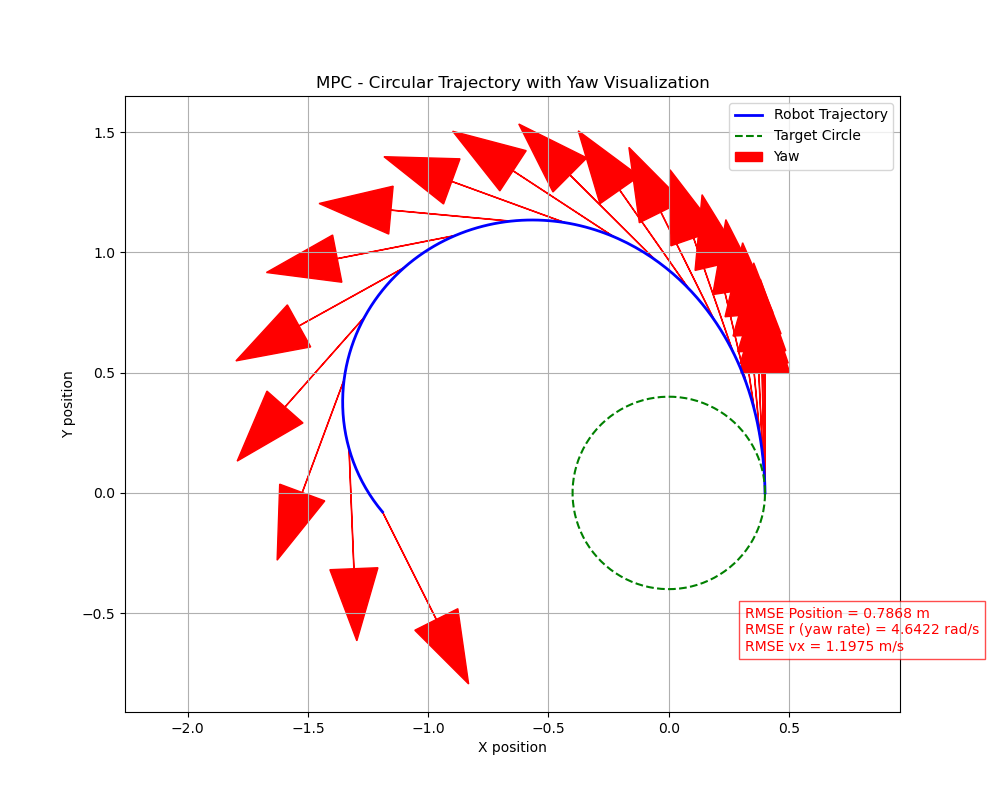 MPC - Circular Trajectory with Yaw Visualization
Robot Trajectory
Target Circle
Yaw
1.5
1.0
0.5
0.0
−0.5
Y position
RMSE Position = 0.7868 m
RMSE r (yaw rate) = 4.6422 rad/s
RMSE vx = 1.1975 m/s
−2.0
−1.5
−1.0
−0.5
0.0
0.5
X position